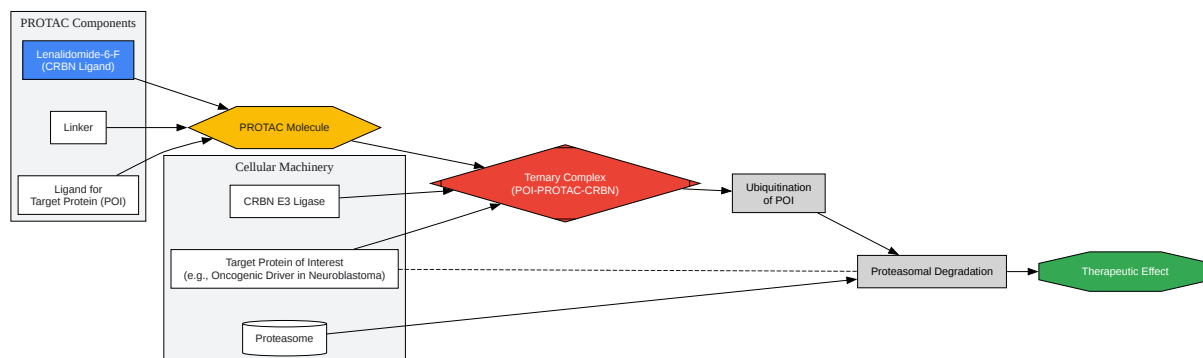 PROTAC Components
Lenalidomide-6-F
(CRBN Ligand)
Linker
Ligand for
Target Protein (POI)
PROTAC Molecule
Cellular Machinery
CRBN E3 Ligase
Target Protein of Interest
(e.g., Oncogenic Driver in Neuroblastoma)
Proteasome
Ternary Complex
(POI-PROTAC-CRBN)
Ubiquitination
of POI
Proteasomal Degradation
Therapeutic Effect